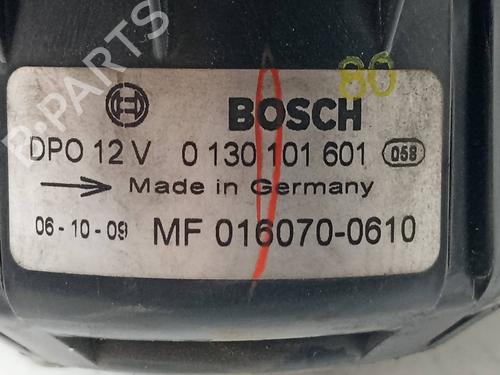 B-PARTS
80
BOSCH
DPO 12 V 0 130 101 601 058
Made in Germany
06-10-09 MF 016070-0610